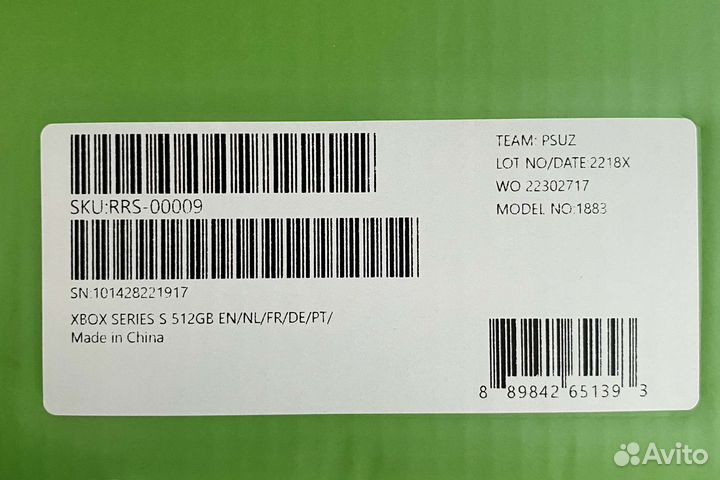 SKU:RRS-00009
SN:101428221917
XBOX SERIES S 512GB EN/NL/FR/DE/PT/
Made in China
TEAM: PSUZ
LOT NO/DATE:2218X
WO 22302717
MODEL NO:1883
8 89842 65139 3
Avito